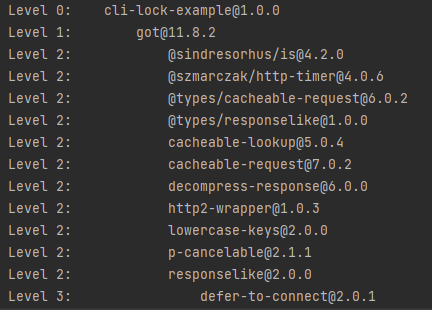 Level 0:    cli-lock-example@1.0.0
Level 1:        got@11.8.2
Level 2:            @sindresorhus/is@4.2.0
Level 2:            @szmarczak/http-timer@4.0.6
Level 2:            @types/cacheable-request@6.0.2
Level 2:            @types/responselike@1.0.0
Level 2:            cacheable-lookup@5.0.4
Level 2:            cacheable-request@7.0.2
Level 2:            decompress-response@6.0.0
Level 2:            http2-wrapper@1.0.3
Level 2:            lowercase-keys@2.0.0
Level 2:            p-cancelable@2.1.1
Level 2:            responselike@2.0.0
Level 3:                defer-to-connect@2.0.1